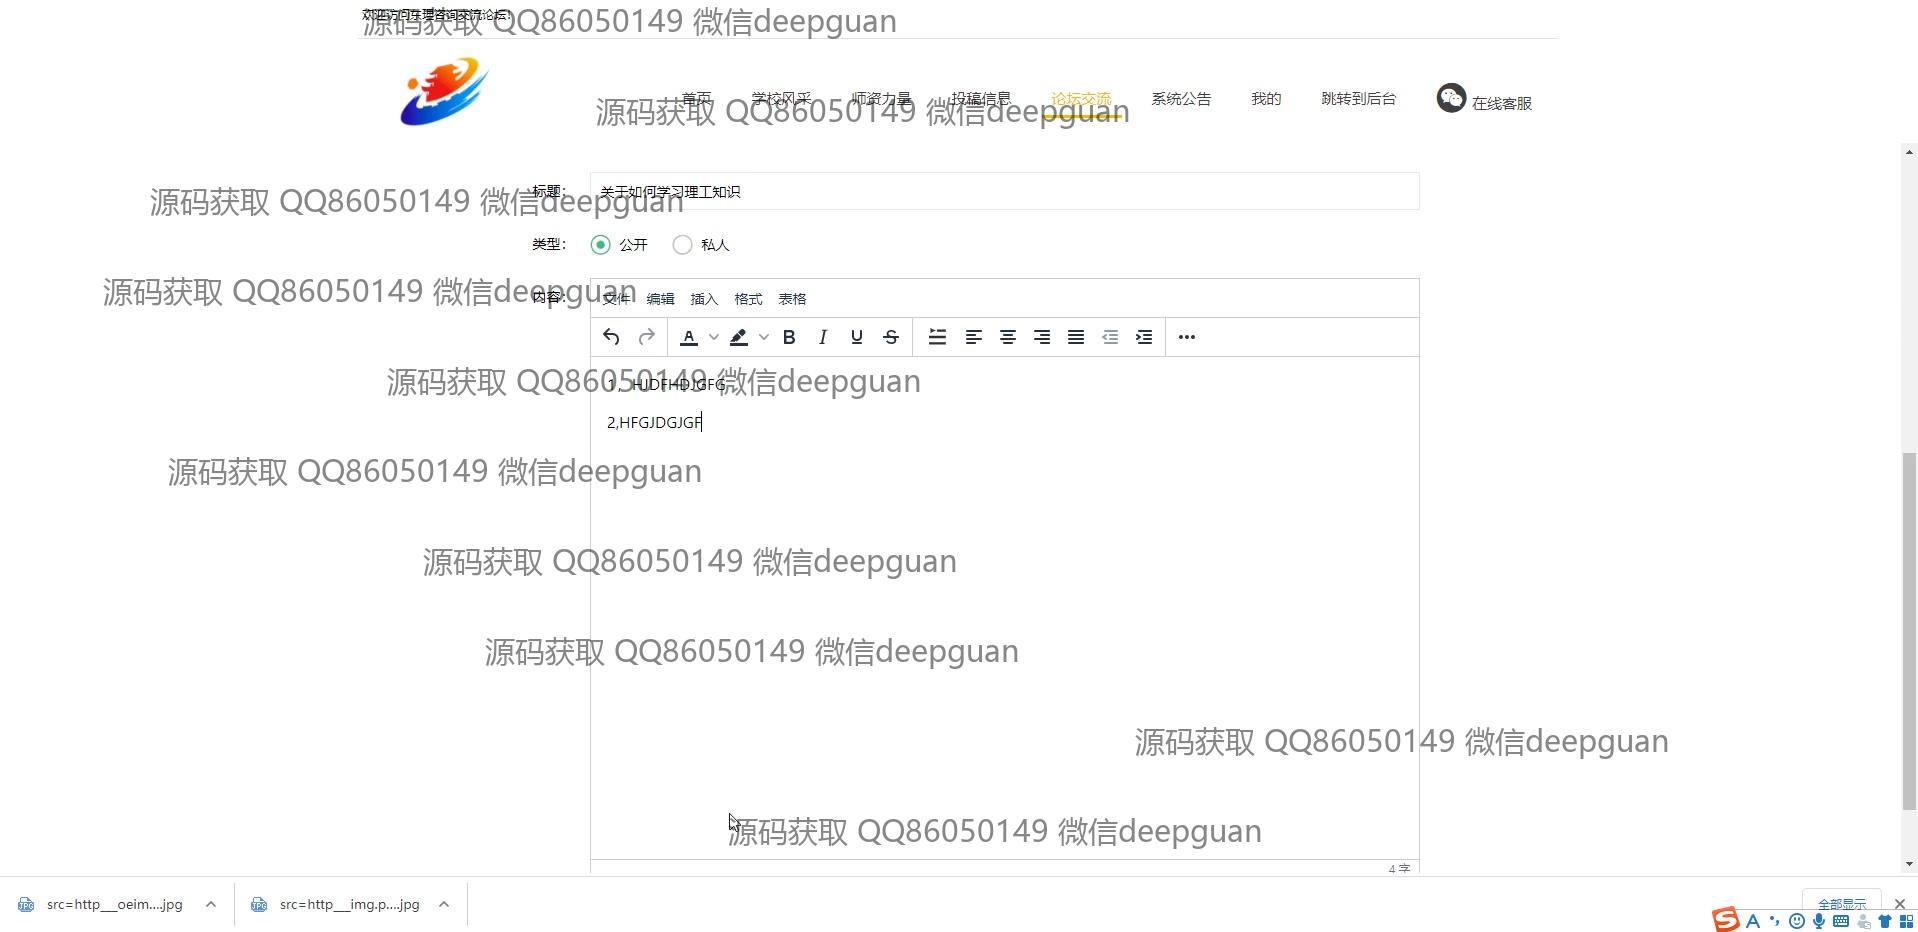 欢迎访问东理咨询交流论坛!
源码获取 QQ86050149 微信deepguan
首页 学校风采 师资力量 投稿信息 论坛交流 系统公告 我的 跳转到后台 在线客服
源码获取 QQ86050149 微信deepguan
标题: 关于如何学习理工知识
源码获取 QQ86050149 微信deepguan
类型: 公开 私人
源码获取 QQ86050149 微信deepguan
内容: 文件 编辑 插入 格式 表格
A B I U S
源码获取 QQ86050149 微信deepguan
1，HJDFHDJGFG
2,HFGJDGJGF
源码获取 QQ86050149 微信deepguan
源码获取 QQ86050149 微信deepguan
源码获取 QQ86050149 微信deepguan
源码获取 QQ86050149 微信deepguan
源码获取 QQ86050149 微信deepguan
4 字
src=http___oeim....jpg src=http___img.p....jpg 全部显示